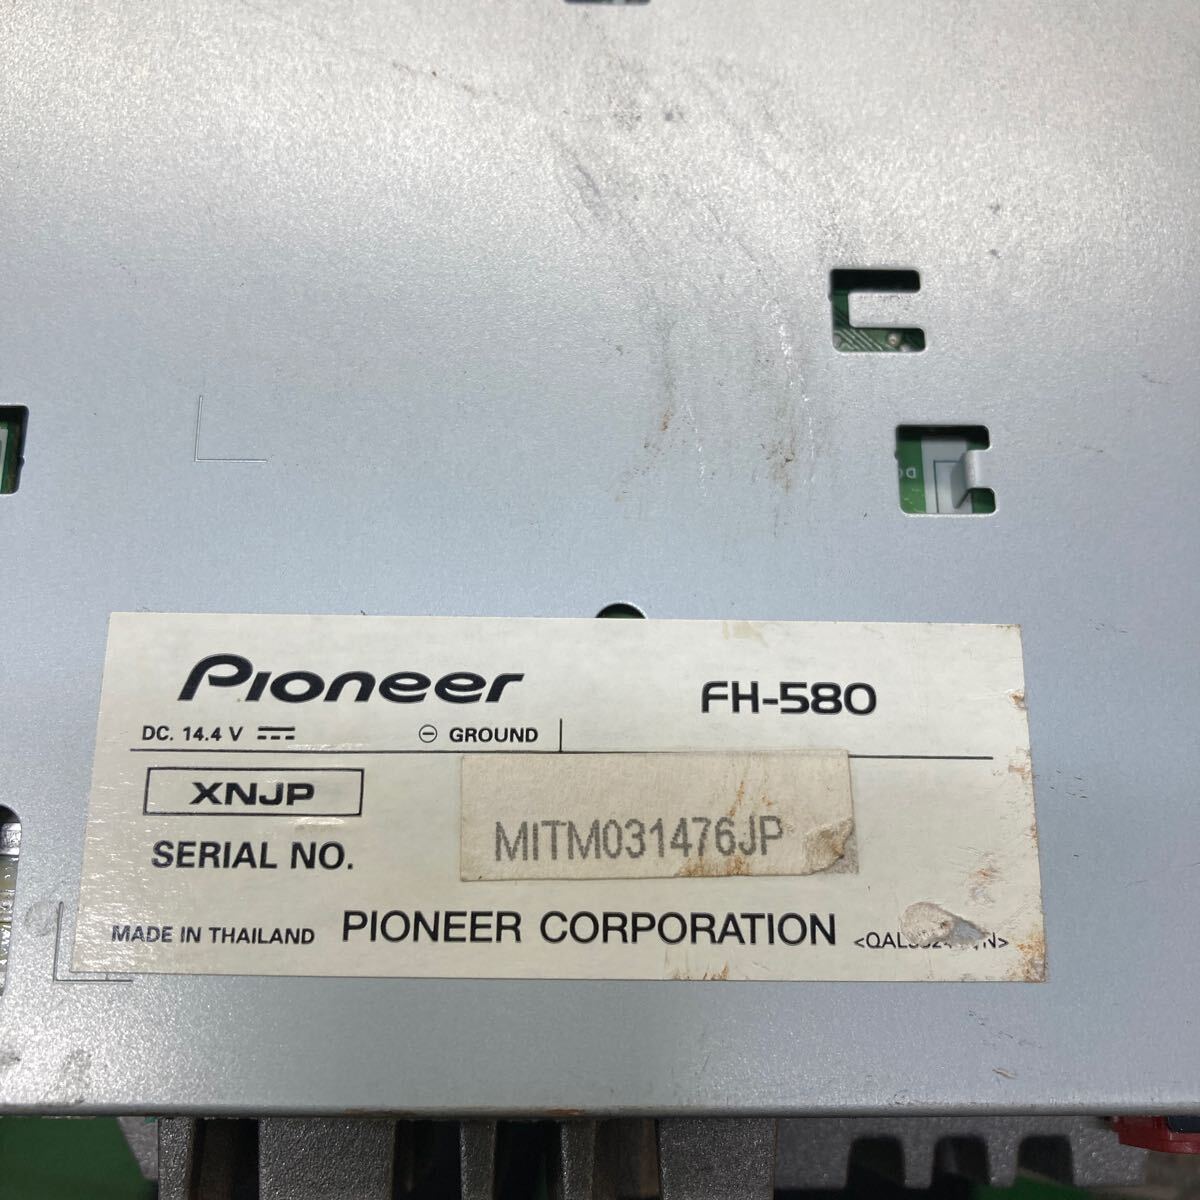 Pioneer
FH-580
DC. 14.4 V ⎓
⊖ GROUND
XNJP
SERIAL NO.
MITM031476JP
MADE IN THAILAND
PIONEER CORPORATION